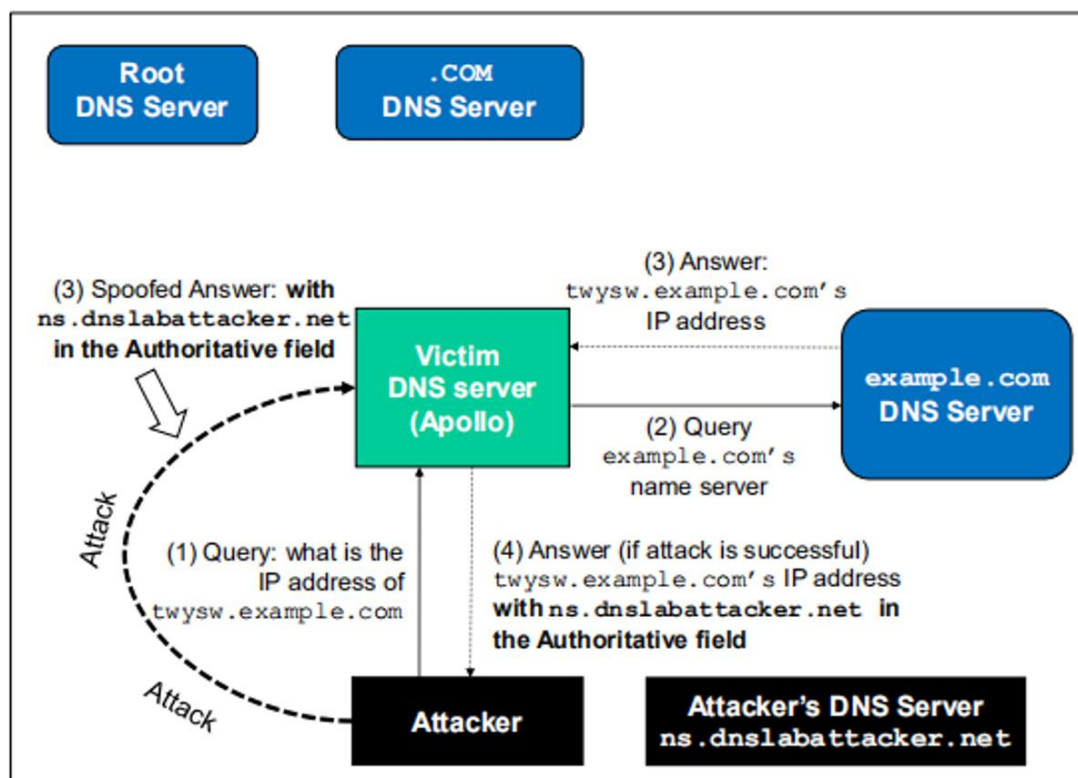 Root
DNS Server
.COM
DNS Server
(3) Spoofed Answer: with
ns.dnslabattacker.net
in the Authoritative field
(3) Answer:
twysw.example.com’s
IP address
Victim
DNS server
(Apollo)
example.com
DNS Server
(2) Query
example.com’s
name server
Attack
(1) Query: what is the
IP address of
twysw.example.com
(4) Answer (if attack is successful)
twysw.example.com’s IP address
with ns.dnslabattacker.net in
the Authoritative field
Attack
Attacker
Attacker’s DNS Server
ns.dnslabattacker.net